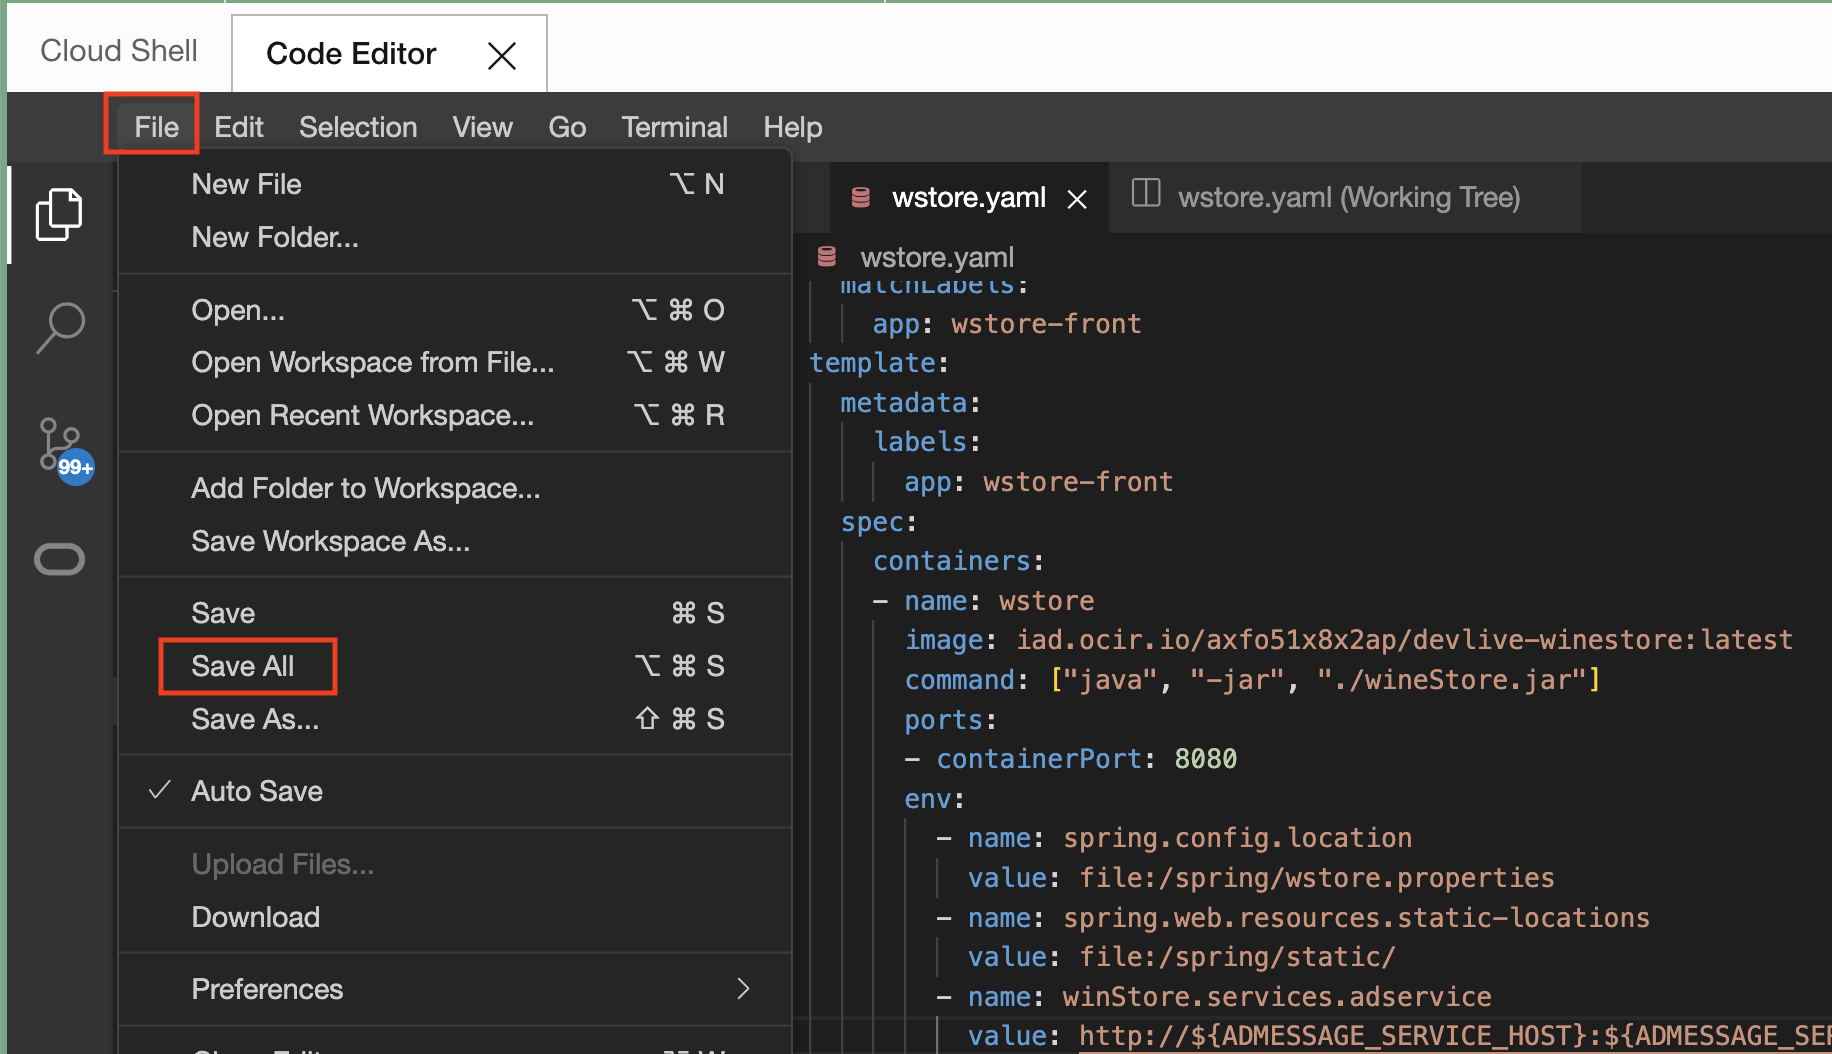 Cloud Shell
Code Editor
File Edit Selection View Go Terminal Help
New File ⌥ N
New Folder...
Open... ⌥ ⌘ O
Open Workspace from File... ⌥ ⌘ W
Open Recent Workspace... ⌥ ⌘ R
Add Folder to Workspace...
Save Workspace As...
Save ⌘ S
Save All ⌥ ⌘ S
Save As... ⇧ ⌘ S
✓ Auto Save
Upload Files...
Download
Preferences >
99+
wstore.yaml
wstore.yaml (Working Tree)
wstore.yaml
matchLabels:
app: wstore-front
template:
metadata:
labels:
app: wstore-front
spec:
containers:
- name: wstore
image: iad.ocir.io/axfo51x8x2ap/devlive-winestore:latest
command: ["java", "-jar", "./wineStore.jar"]
ports:
- containerPort: 8080
env:
- name: spring.config.location
value: file:/spring/wstore.properties
- name: spring.web.resources.static-locations
value: file:/spring/static/
- name: winStore.services.adservice
value: http://${ADMESSAGE_SERVICE_HOST}:${ADMESSAGE_SER